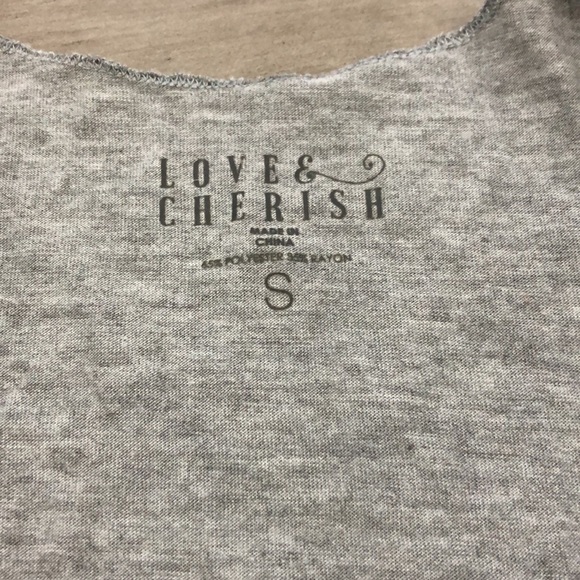 LOVE&
CHERISH
MADE IN
CHINA
65% POLYESTER 35% RAYON
S